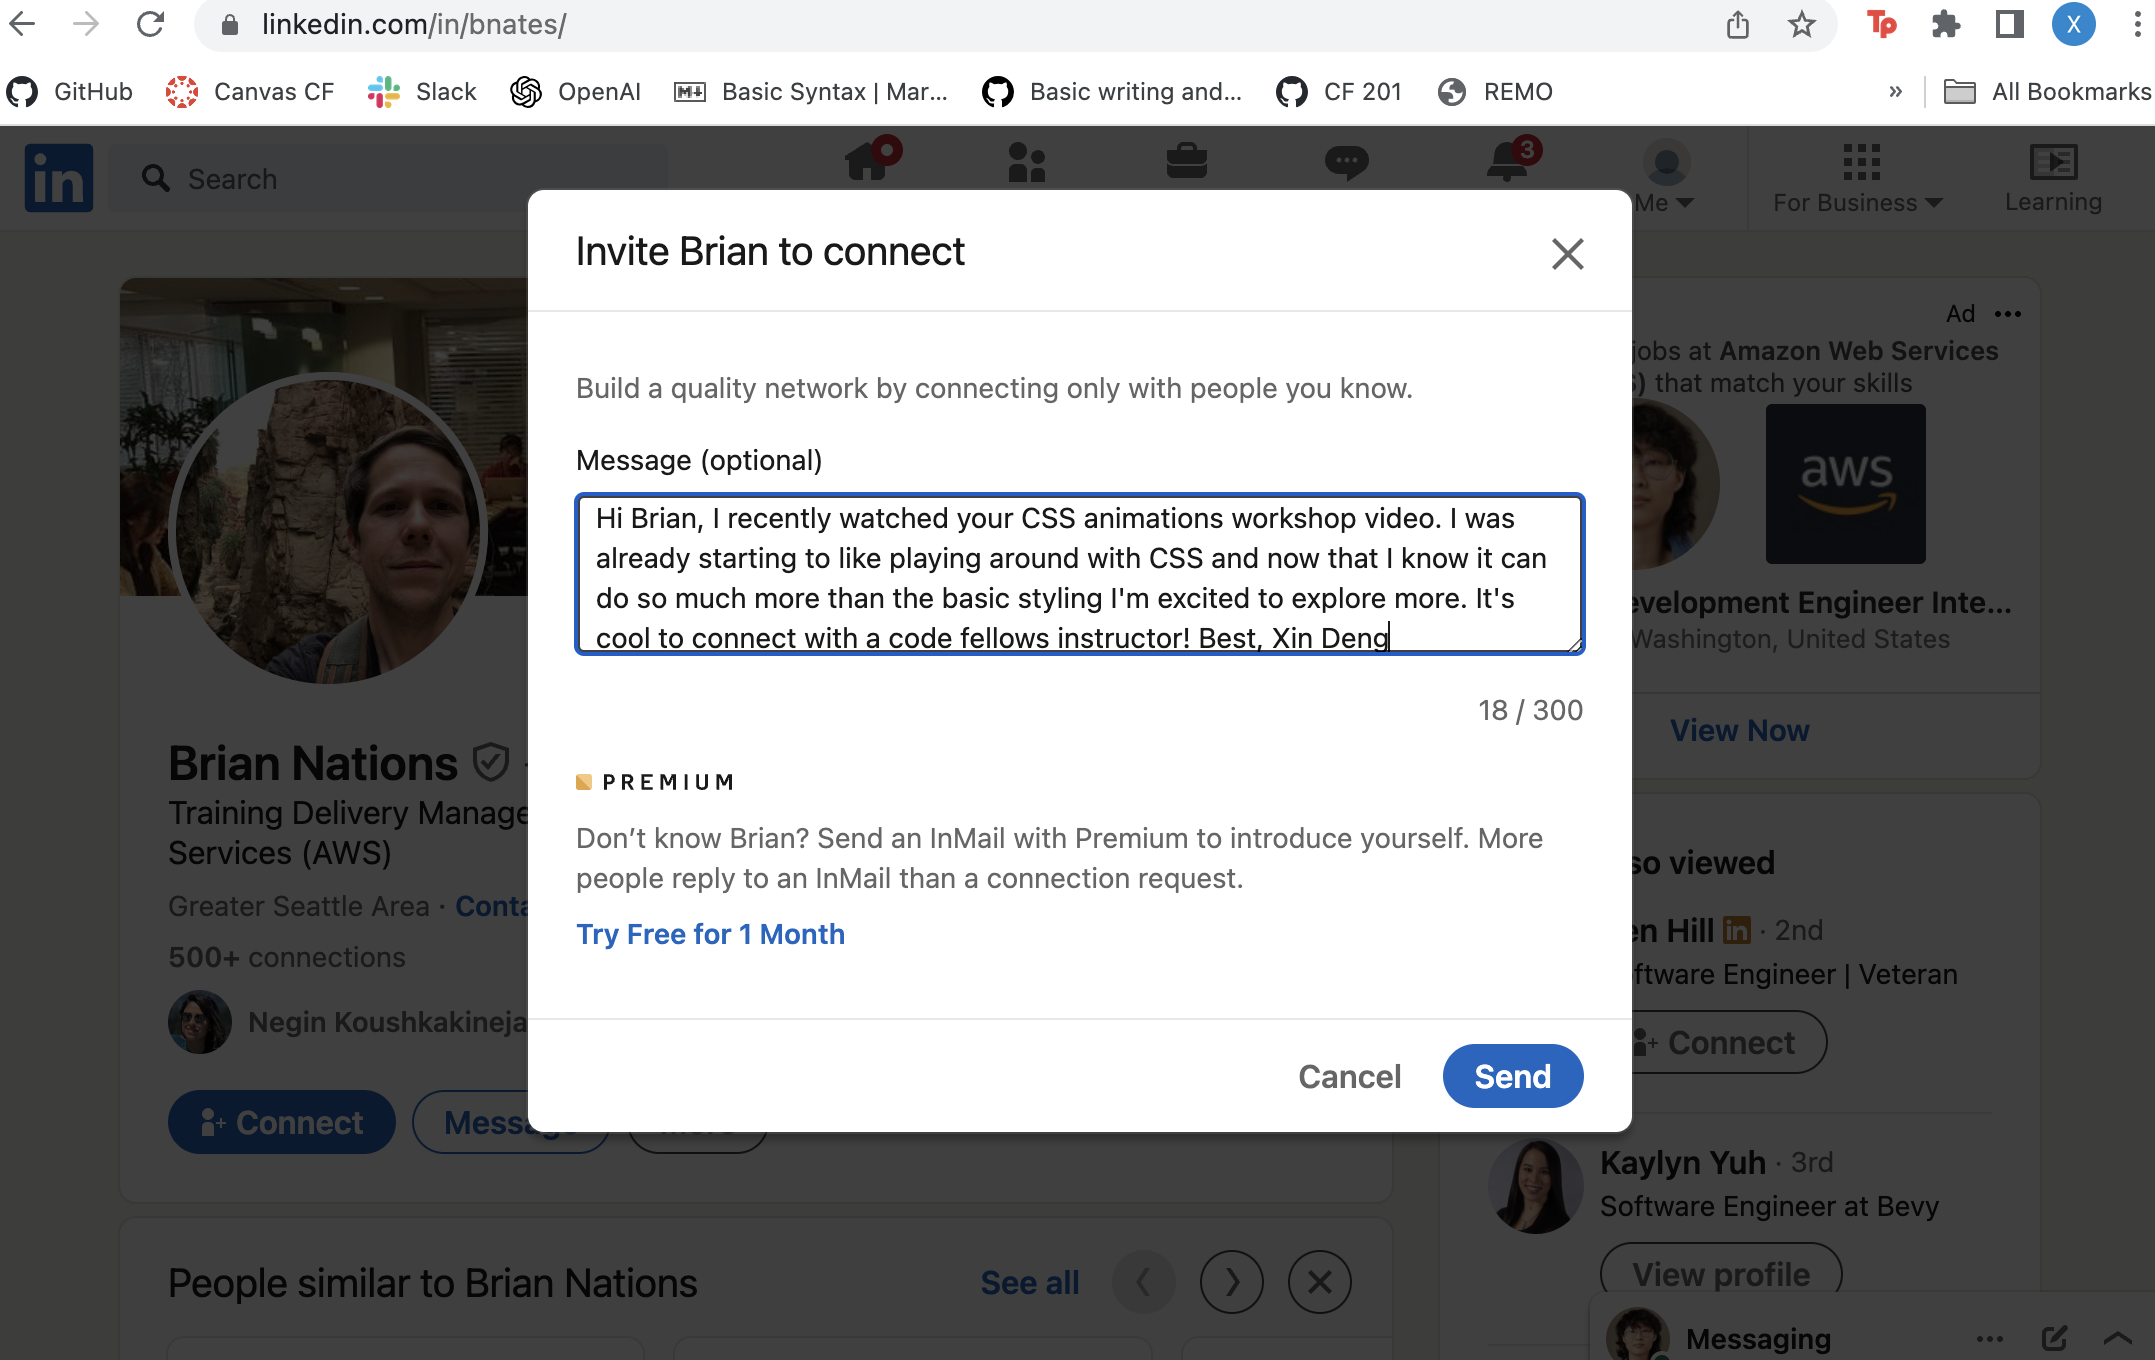 linkedin.com/in/bnates/
X
GitHub
Canvas CF
Slack
OpenAI
Basic Syntax | Mar...
Basic writing and...
CF 201
REMO
»
All Bookmarks
in
Search
3
Me
For Business
Learning
Invite Brian to connect
Build a quality network by connecting only with people you know.
Message (optional)
Hi Brian, I recently watched your CSS animations workshop video. I was
already starting to like playing around with CSS and now that I know it can
do so much more than the basic styling I'm excited to explore more. It's
cool to connect with a code fellows instructor! Best, Xin Deng
18 / 300
PREMIUM
Don’t know Brian? Send an InMail with Premium to introduce yourself. More
people reply to an InMail than a connection request.
Try Free for 1 Month
Cancel
Send
Brian Nations
Training Delivery Manage
Services (AWS)
Greater Seattle Area · Conta
500+ connections
Negin Koushkakineja
Connect
Message
People similar to Brian Nations
See all
Ad
jobs at Amazon Web Services
) that match your skills
aws
evelopment Engineer Inte...
Washington, United States
View Now
so viewed
en Hill in · 2nd
ftware Engineer | Veteran
Connect
Kaylyn Yuh · 3rd
Software Engineer at Bevy
View profile
Messaging